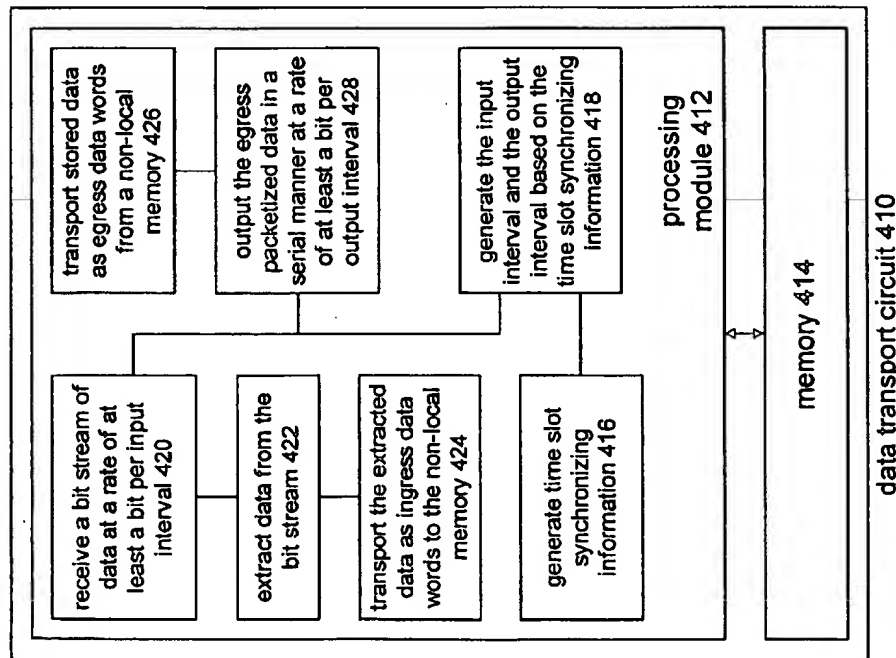 receive a bit stream of
data at a rate of at
least a bit per input
interval 420
extract data from the
bit stream 422
transport the extracted
data as ingress data
words to the non-local
memory 424
generate time slot
synchronizing
information 416
transport stored data
as egress data words
from a non-local
memory 426
output the egress
packetized data in a
serial manner at a rate
of at least a bit per
output interval 428
generate the input
interval and the output
interval based on the
time slot synchronizing
information 418
processing
module 412
memory 414
data transport circuit 410